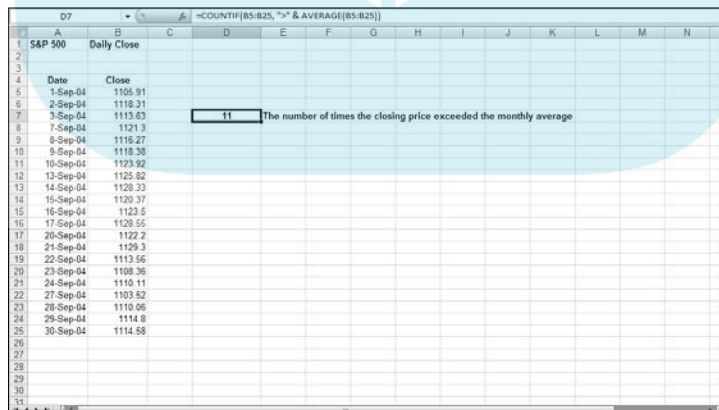 D7 fx =COUNTIF(B5:B25, ">" & AVERAGE(B5:B25))
A B C D E F G H I J K L M N
1 S&P 500 Daily Close
2
3
4 Date Close
5 1-Sep-04 1105.91
6 2-Sep-04 1118.31
7 3-Sep-04 1113.63 11 The number of times the closing price exceeded the monthly average
8 7-Sep-04 1121.3
9 8-Sep-04 1116.27
10 9-Sep-04 1118.38
11 10-Sep-04 1123.92
12 13-Sep-04 1125.82
13 14-Sep-04 1128.33
14 15-Sep-04 1120.37
15 16-Sep-04 1123.5
16 17-Sep-04 1128.55
17 20-Sep-04 1122.2
18 21-Sep-04 1129.3
19 22-Sep-04 1113.56
20 23-Sep-04 1108.36
21 24-Sep-04 1110.11
22 27-Sep-04 1103.52
23 28-Sep-04 1110.06
24 29-Sep-04 1114.8
25 30-Sep-04 1114.58
26
27
28
29
30
31